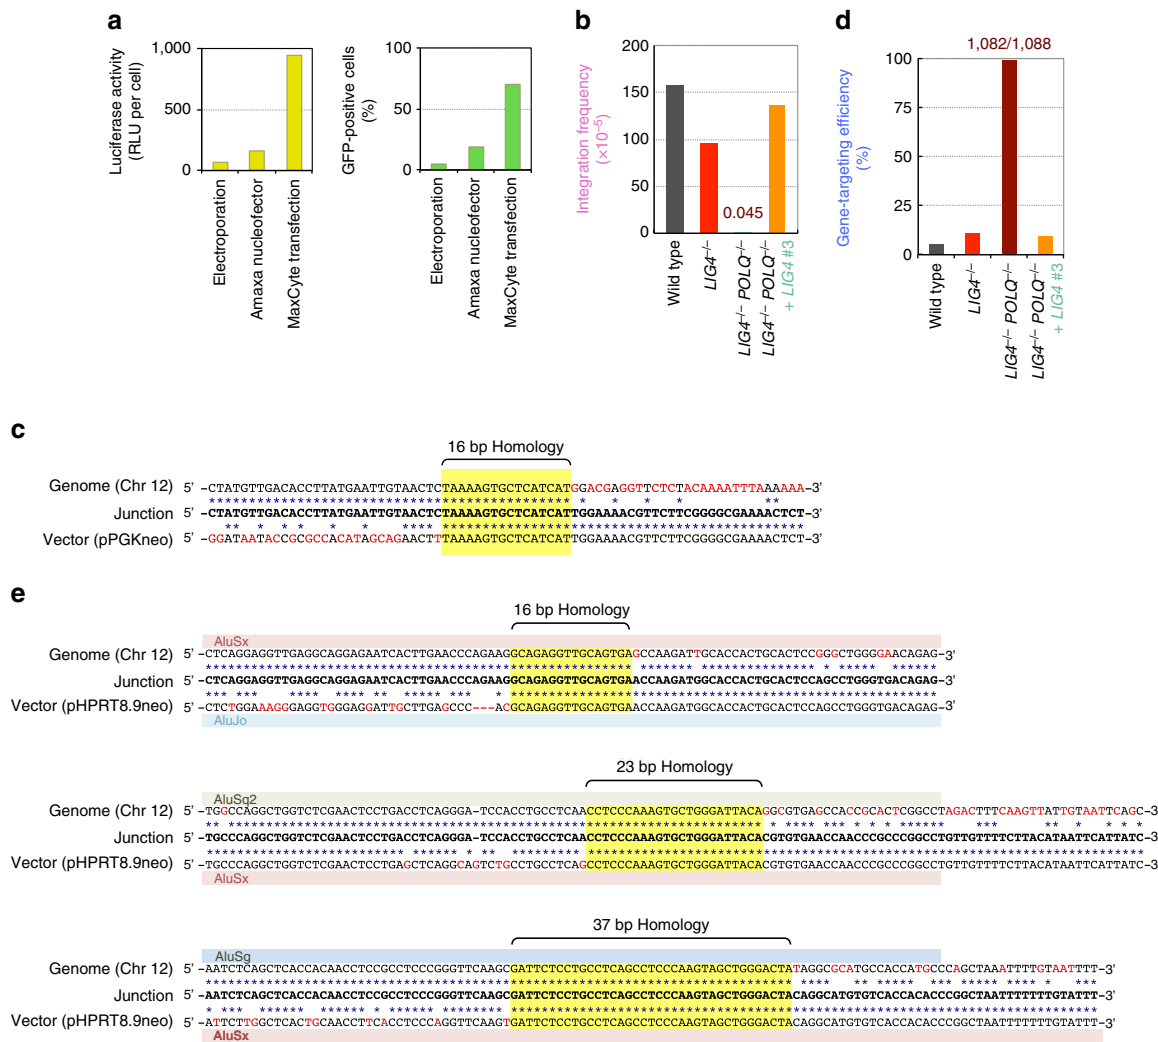 a
Luciferase activity
(RLU per cell)
1,000
500
0
Electroporation
Amaxa nucleofector
MaxCyte transfection
GFP-positive cells
(%)
100
50
0
Electroporation
Amaxa nucleofector
MaxCyte transfection
b
Integration frequency
(×10⁻⁵)
200
150
100
50
0
0.045
Wild type
LIG4⁻/⁻
LIG4⁻/⁻ POLQ⁻/⁻
LIG4⁻/⁻ POLQ⁻/⁻
+ LIG4 #3
d
1,082/1,088
Gene-targeting efficiency
(%)
100
75
50
25
0
Wild type
LIG4⁻/⁻
LIG4⁻/⁻ POLQ⁻/⁻
LIG4⁻/⁻ POLQ⁻/⁻
+ LIG4 #3
c
16 bp Homology
Genome (Chr 12) 5' -CTATGTTGACACCTTATGAATTGTAACTCTAAAAGTGCTCATCATGGACGAGGTTCTCTACAAAATTTAAAAAA-3'
Junction 5' -CTATGTTGACACCTTATGAATTGTAACTCTAAAAGTGCTCATCATTGGAAAACGTTCTTCGGGGCGAAAACTCT-3'
Vector (pPGKneo) 5' -GGATAATACCGCGCCACATAGCAGAACTTTAAAAGTGCTCATCATTGGAAAACGTTCTTCGGGGCGAAAACTCT-3'
e
16 bp Homology
AluSx
Genome (Chr 12) 5' -CTCAGGAGGTTGAGGCAGGAGAATCACTTGAACCCAGAAGGCAGAGGTTGCAGTGAGCCAAGATTGCACCACTGCACTCCGGGCTGGGGAACAGAG-3'
Junction 5' -CTCAGGAGGTTGAGGCAGGAGAATCACTTGAACCCAGAAGGCAGAGGTTGCAGTGAACCAAGATGGCACCACTGCACTCCAGCCTGGGTGACAGAG-3'
Vector (pHPRT8.9neo) 5' -CTCTGGAAAGGGAGGTGGGAGGATTGCTTGAGCCC---ACGCAGAGGTTGCAGTGAACCAAGATGGCACCACTGCACTCCAGCCTGGGTGACAGAG-3'
AluJo
23 bp Homology
AluSq2
Genome (Chr 12) 5' -TGGCCAGGCTGGTCTCGAACTCCTGACCTCAGGGA-TCCACCTGCCTCAACCTCCCAAAGTGCTGGGATTACAGGCGTGAGCCACCGCACTCGGCCTAGACTTTCAAGTTATTGTAATTCAGC-3
Junction 5' -TGCCCAGGCTGGTCTCGAACTCCTGACCTCAGGGA-TCCACCTGCCTCAACCTCCCAAAGTGCTGGGATTACACGTGTGAACCAACCCGCCCGGCCTGTTGTTTTCTTACATAATTCATTATC-3
Vector (pHPRT8.9neo) 5' -TGCCCAGGCTGGTCTCGAACTCCTGAGCTCAGGCAGTCTGCCTGCCTCAGCCTCCCAAAGTGCTGGGATTACACGTGTGAACCAACCCGCCCGGCCTGTTGTTTTCTTACATAATTCATTATC-3
AluSx
37 bp Homology
AluSg
Genome (Chr 12) 5' -AATCTCAGCTCACCACAACCTCCGCCTCCCGGGTTCAAGCGATTCTCCTGCCTCAGCCTCCCAAGTAGCTGGGACTATAGGCGCATGCCACCATGCCCAGCTAAATTTTGTAATTTT-3'
Junction 5' -AATCTCAGCTCACCACAACCTCCGCCTCCCGGGTTCAAGCGATTCTCCTGCCTCAGCCTCCCAAGTAGCTGGGACTACAGGCATGTGTCACCACACCCGGCTAATTTTTTTGTATTT-3'
Vector (pHPRT8.9neo) 5' -ATTCTTGGCTCACTGCAACCTTCACCTCCCAGGTTCAAGTGATTCTCCTGCCTCAGCCTCCCAAGTAGCTGGGACTACAGGCATGTGTCACCACACCCGGCTAATTTTTTTGTATTT-3'
AluSx